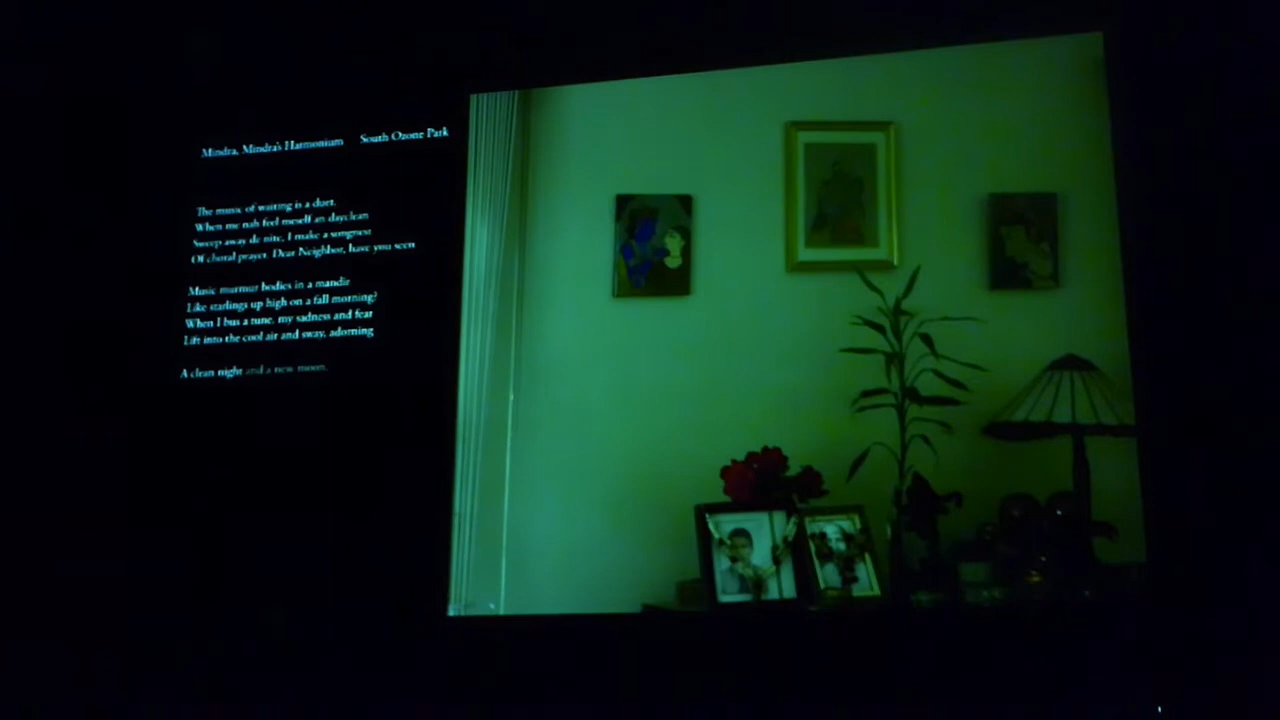 Mindra, Mindra's Harmonium South Ozone Park
The music of waiting is a duet.
When me nah feel meself an dayclean
Sweep away de nite, I make a songnest
Of choral prayer. Dear Neighbor, have you seen
Music murmur bodies in a mandir
Like starlings up high on a fall morning?
When I bus a tune, my sadness and fear
Lift into the cool air and sway, adorning
A clean night and a new moon.